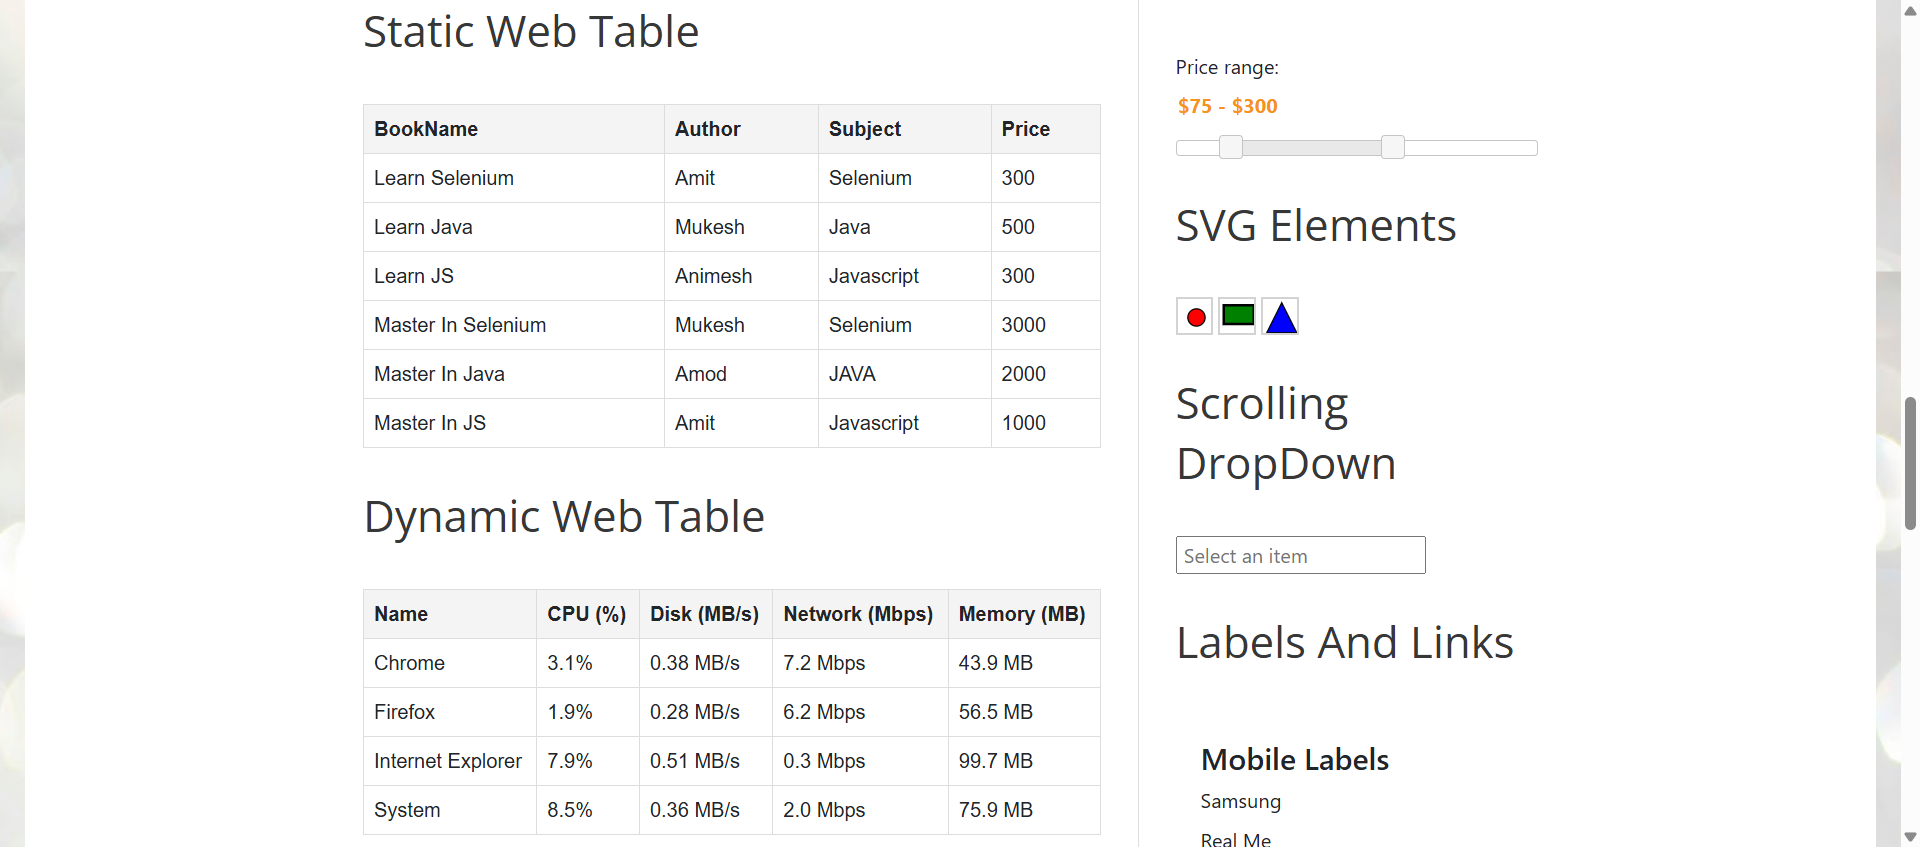 Static Web Table
BookName Author Subject Price
Learn Selenium Amit Selenium 300
Learn Java Mukesh Java 500
Learn JS Animesh Javascript 300
Master In Selenium Mukesh Selenium 3000
Master In Java Amod JAVA 2000
Master In JS Amit Javascript 1000
Dynamic Web Table
Name CPU (%) Disk (MB/s) Network (Mbps) Memory (MB)
Chrome 3.1% 0.38 MB/s 7.2 Mbps 43.9 MB
Firefox 1.9% 0.28 MB/s 6.2 Mbps 56.5 MB
Internet Explorer 7.9% 0.51 MB/s 0.3 Mbps 99.7 MB
System 8.5% 0.36 MB/s 2.0 Mbps 75.9 MB
Price range:
$75 - $300
SVG Elements
Scrolling
DropDown
Select an item
Labels And Links
Mobile Labels
Samsung
Real Me